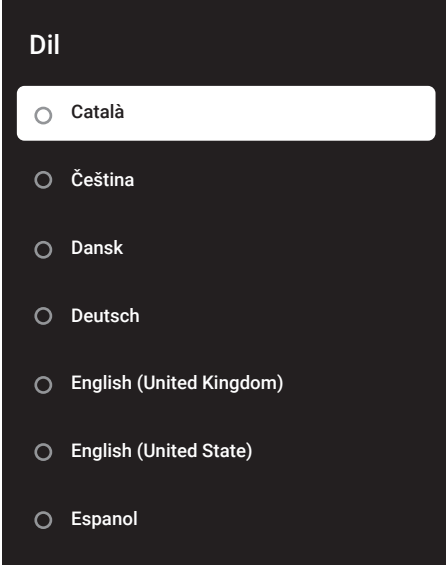 Dil
Català
Čeština
Dansk
Deutsch
English (United Kingdom)
English (United State)
Espanol